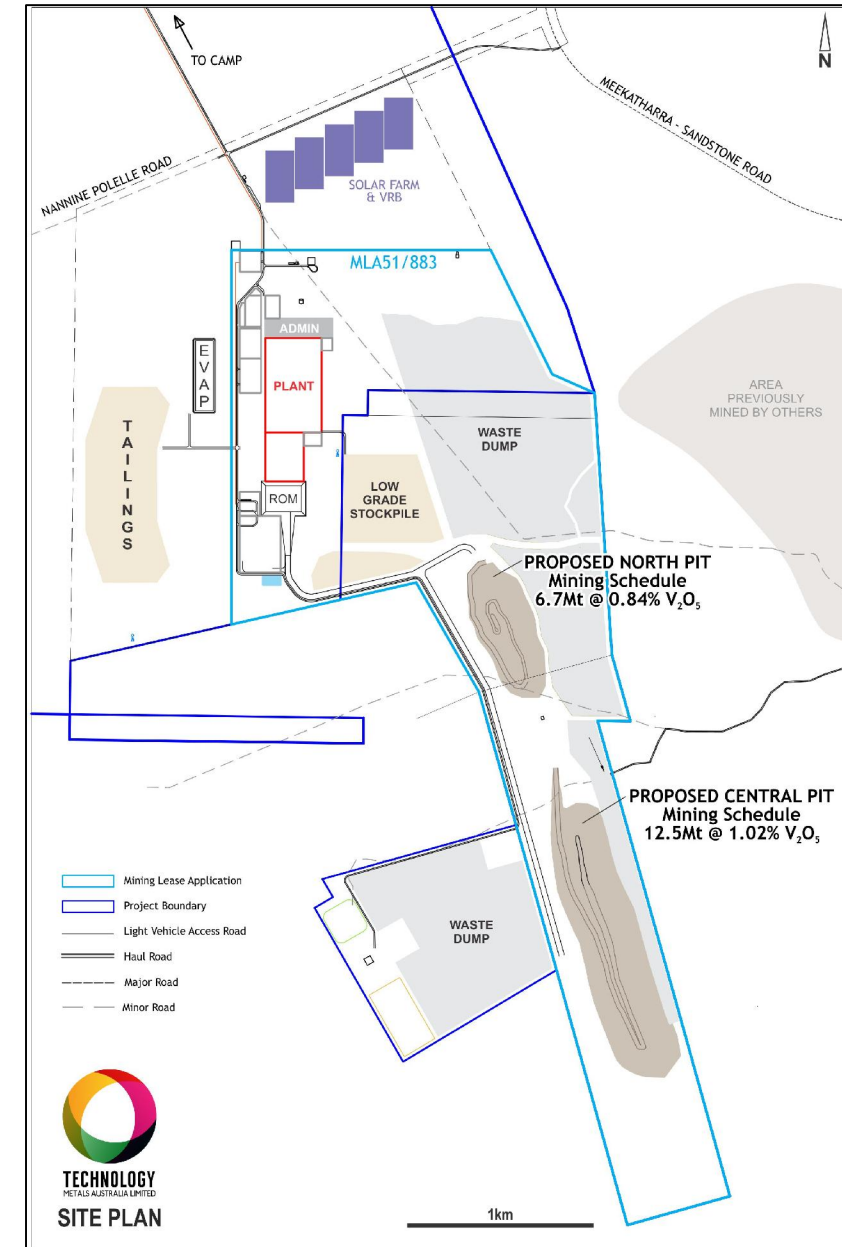 TO CAMP
N
MEEKATHARRA - SANDSTONE ROAD
NANNINE POLELLE ROAD
SOLAR FARM
& VRB
MLA51/883
ADMIN
EVAP
PLANT
AREA
PREVIOUSLY
MINED BY OTHERS
TAILINGS
WASTE
DUMP
LOW
GRADE
STOCKPILE
ROM
PROPOSED NORTH PIT
Mining Schedule
6.7Mt @ 0.84% V₂O₅
PROPOSED CENTRAL PIT
Mining Schedule
12.5Mt @ 1.02% V₂O₅
WASTE
DUMP
Mining Lease Application
Project Boundary
Light Vehicle Access Road
Haul Road
Major Road
Minor Road
TECHNOLOGY
METALS AUSTRALIA LIMITED
SITE PLAN
1km